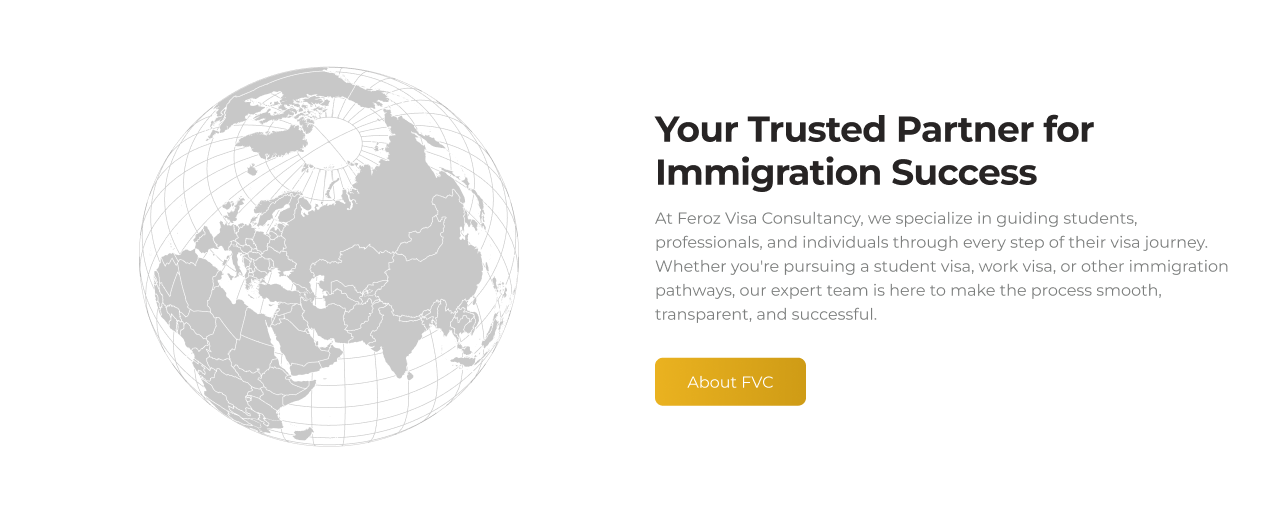 Your Trusted Partner for
Immigration Success
At Feroz Visa Consultancy, we specialize in guiding students,
professionals, and individuals through every step of their visa journey.
Whether you're pursuing a student visa, work visa, or other immigration
pathways, our expert team is here to make the process smooth,
transparent, and successful.
About FVC